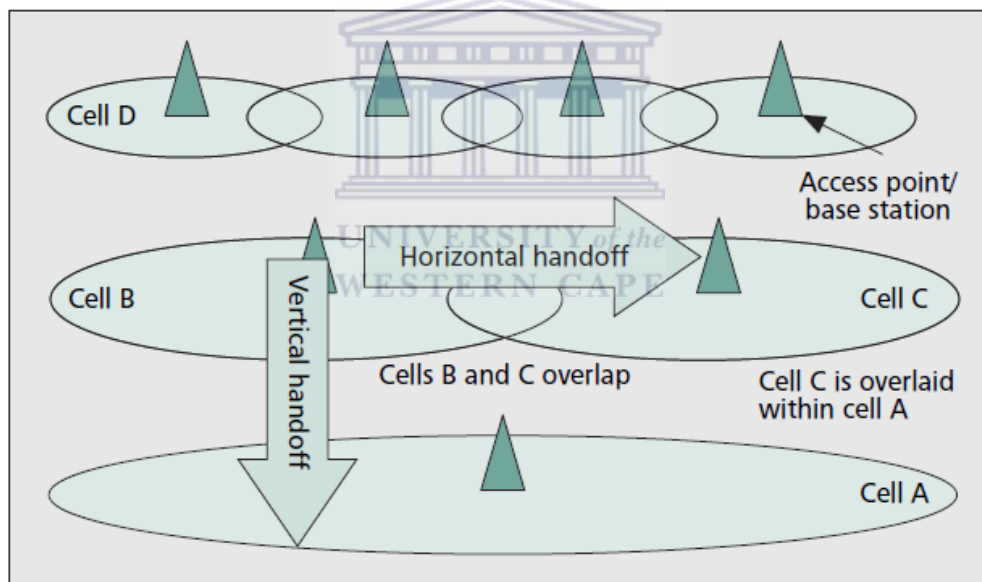 Cell D
Access point/
base station
UNIVERSITY of the
WESTERN CAPE
Horizontal handoff
Cell B
Cell C
Vertical handoff
Cells B and C overlap
Cell C is overlaid
within cell A
Cell A